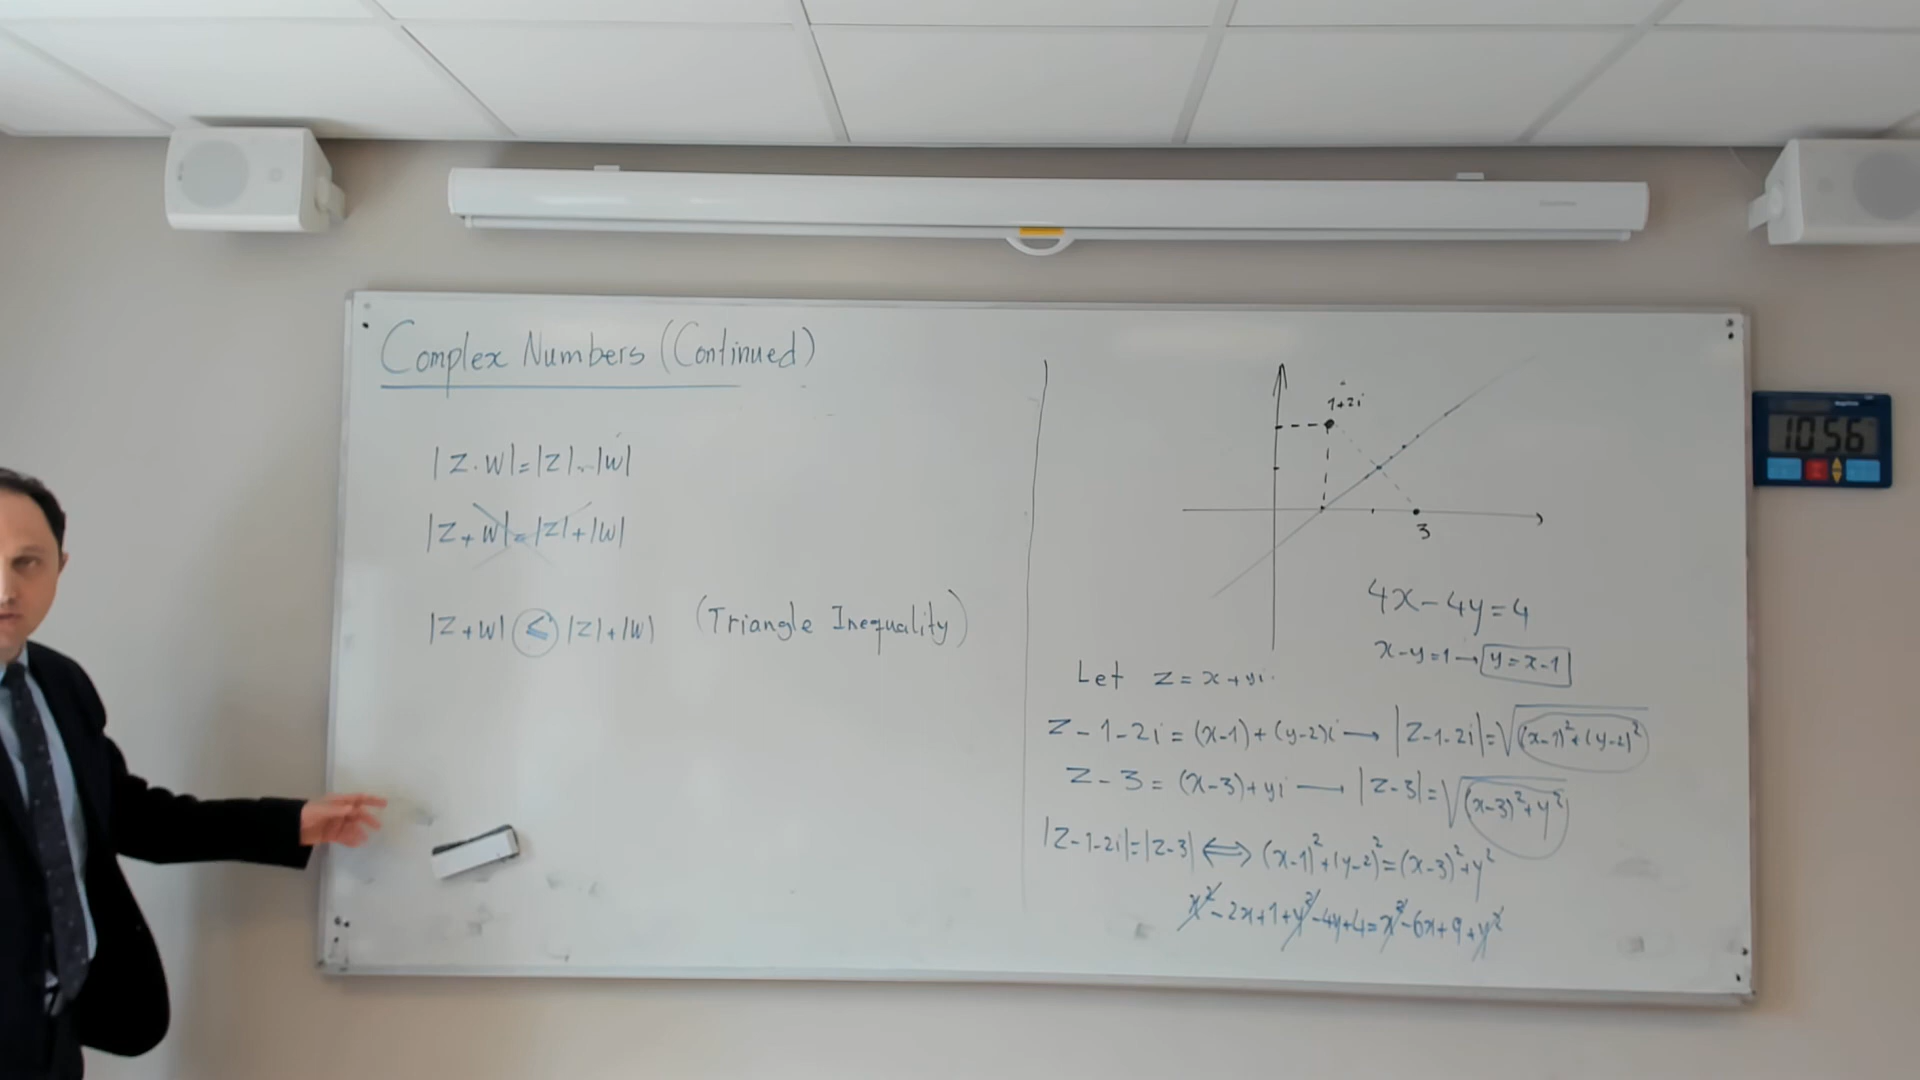 Complex Numbers (Continued)
|z·w|=|z|·|w|
|z+w|=|z|+|w|
|z+w| ≤ |z|+|w| (Triangle Inequality)
1+2i
3
4x-4y=4
x-y=1→y=x-1
Let z=x+yi
z-1-2i=(x-1)+(y-2)i→|z-1-2i|=√(x-1)²+(y-2)²
z-3=(x-3)+yi→|z-3|=√(x-3)²+y²
|z-1-2i|=|z-3|⟺(x-1)²+(y-2)²=(x-3)²+y²
x²-2x+1+y²-4y+4=x²-6x+9+y²
10:56